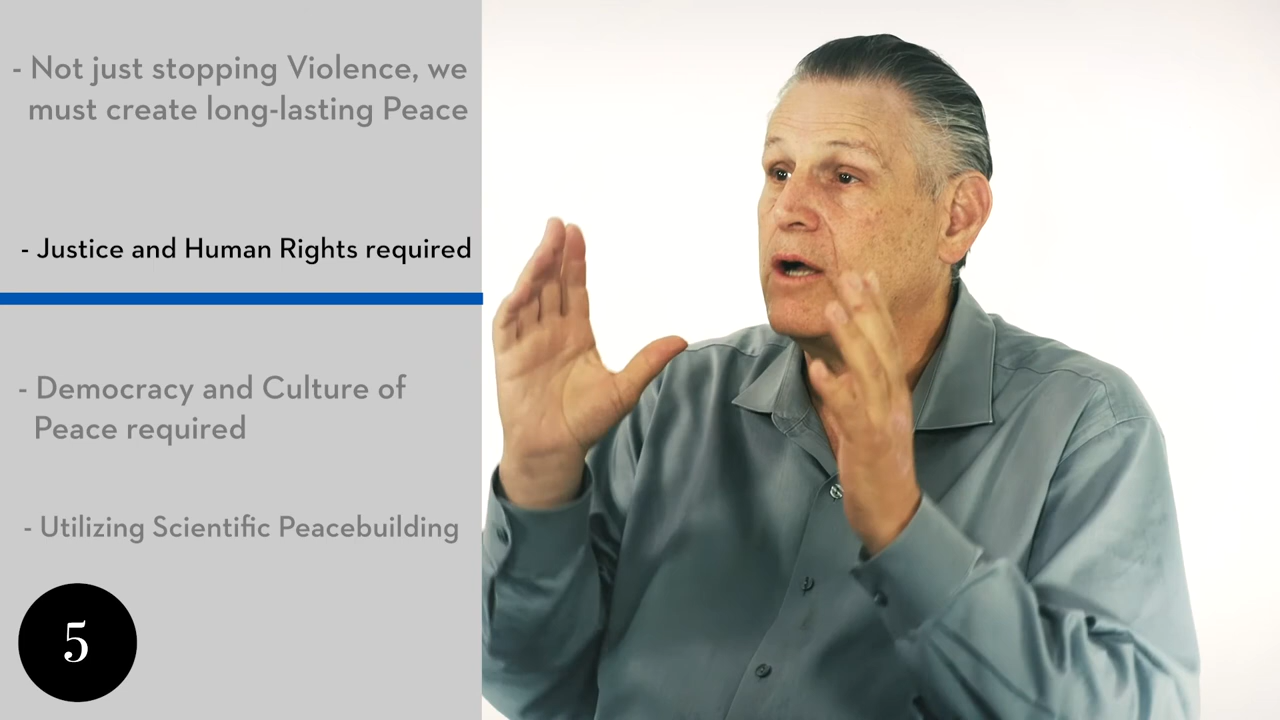 - Not just stopping Violence, we
must create long-lasting Peace
- Justice and Human Rights required
- Democracy and Culture of
Peace required
- Utilizing Scientific Peacebuilding
5